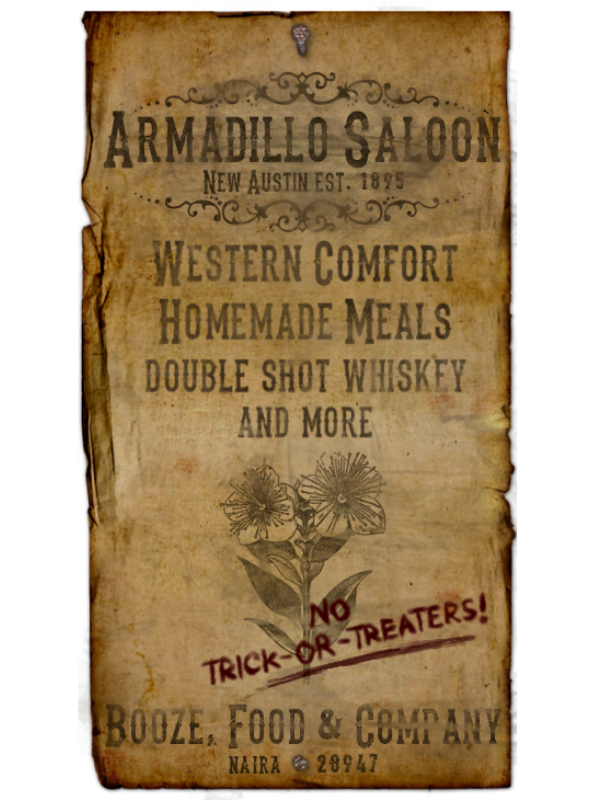 ARMADILLO SALOON
NEW AUSTIN EST. 1895
WESTERN COMFORT
HOMEMADE MEALS
DOUBLE SHOT WHISKEY
AND MORE
NO
TRICK-OR-TREATERS!
BOOZE, FOOD & COMPANY
NAIRA 28947